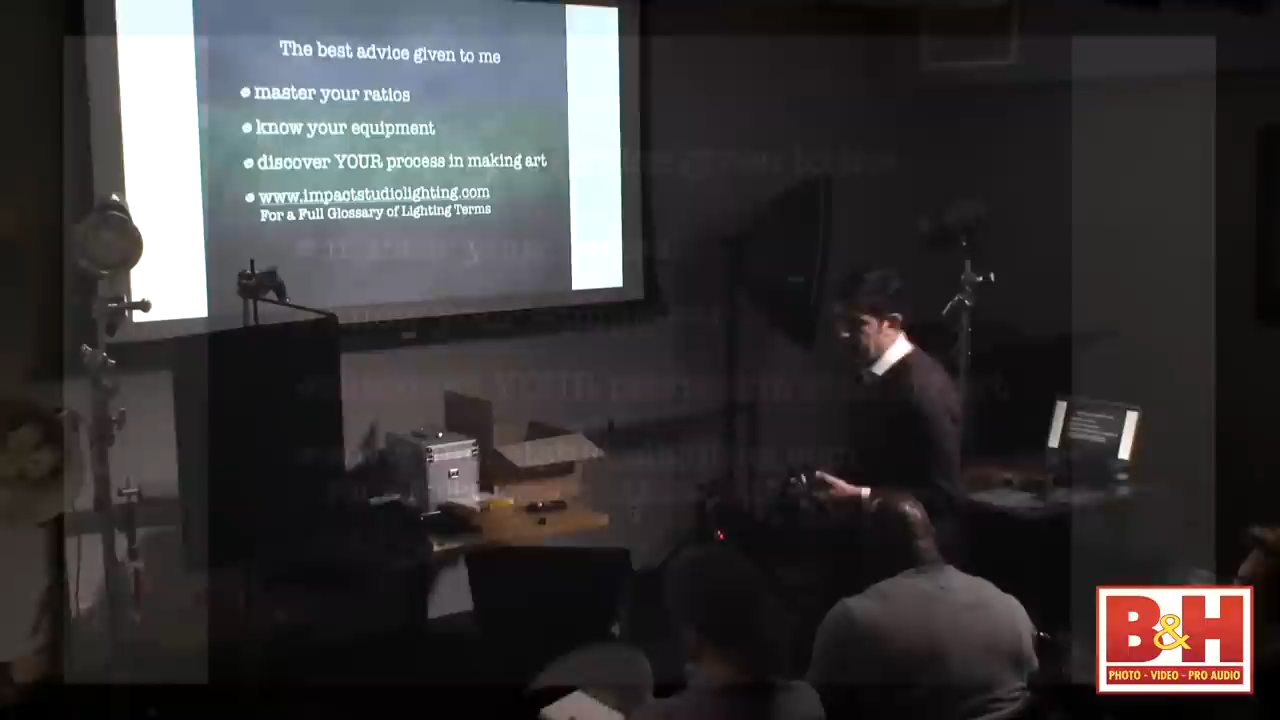 The best advice given to me
master your ratios
know your equipment
discover YOUR process in making art
www.impactstudiolighting.com
For a Full Glossary of Lighting Terms
B&H
PHOTO - VIDEO - PRO AUDIO